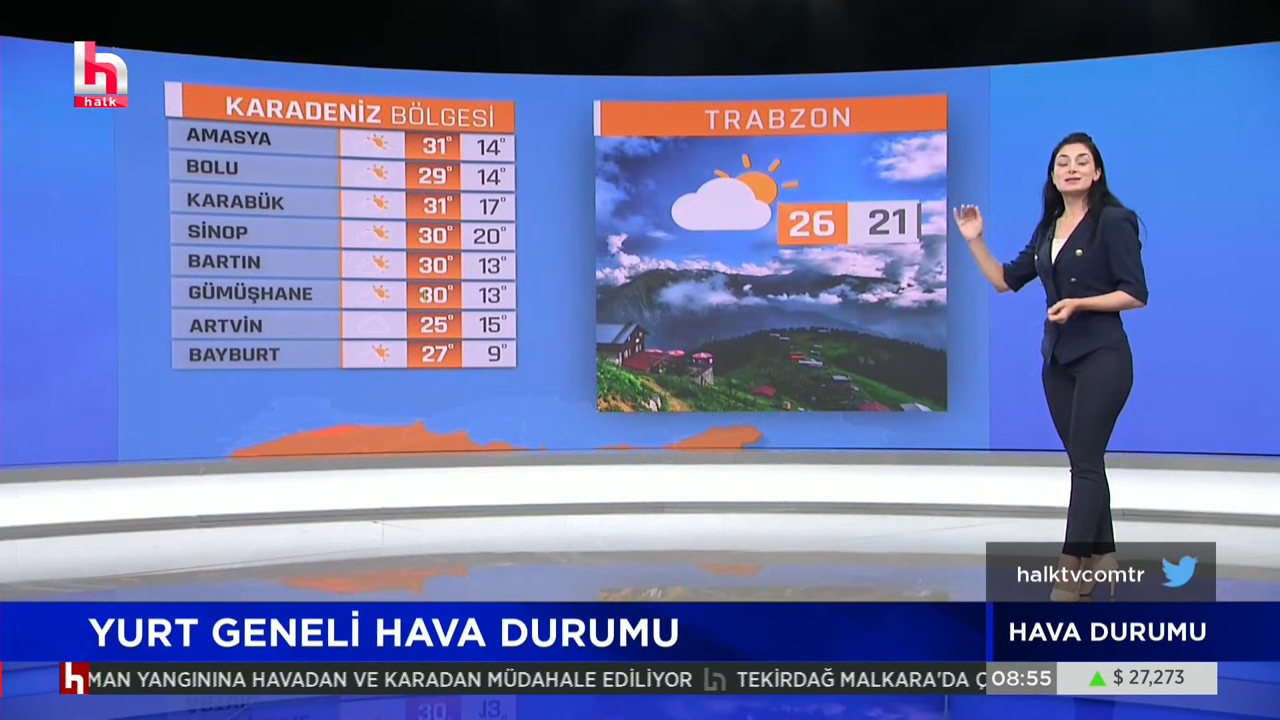 h
halk
KARADENİZ BÖLGESİ
AMASYA 31° 14°
BOLU 29° 14°
KARABÜK 31° 17°
SİNOP 30° 20°
BARTIN 30° 13°
GÜMÜŞHANE 30° 13°
ARTVİN 25° 15°
BAYBURT 27° 9°
TRABZON
26 21
halktvcomtr
YURT GENELİ HAVA DURUMU
HAVA DURUMU
h MAN YANGININA HAVADAN VE KARADAN MÜDAHALE EDİLİYOR h TEKİRDAĞ MALKARA'DA Ç 08:55 ▲ $ 27,273